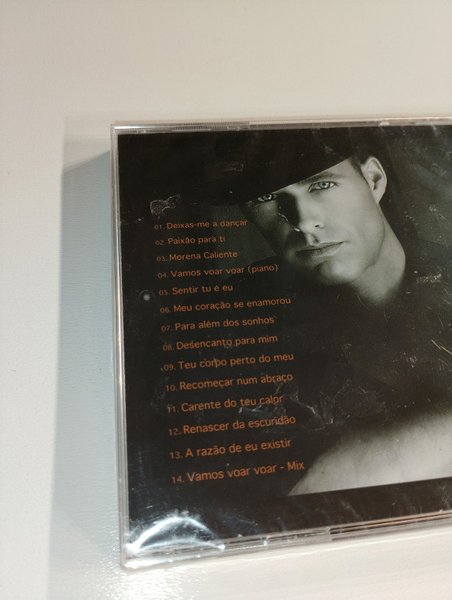 01. Deixas-me a dançar
02. Paixão para ti
03. Morena Caliente
04. Vamos voar voar (piano)
05. Sentir tu é eu
06. Meu coração se enamorou
07. Para além dos sonhos
08. Desencanto para mim
09. Teu corpo perto do meu
10. Recomeçar num abraço
11. Carente do teu calor
12. Renascer da escuridão
13. A razão de eu existir
14. Vamos voar voar - Mix